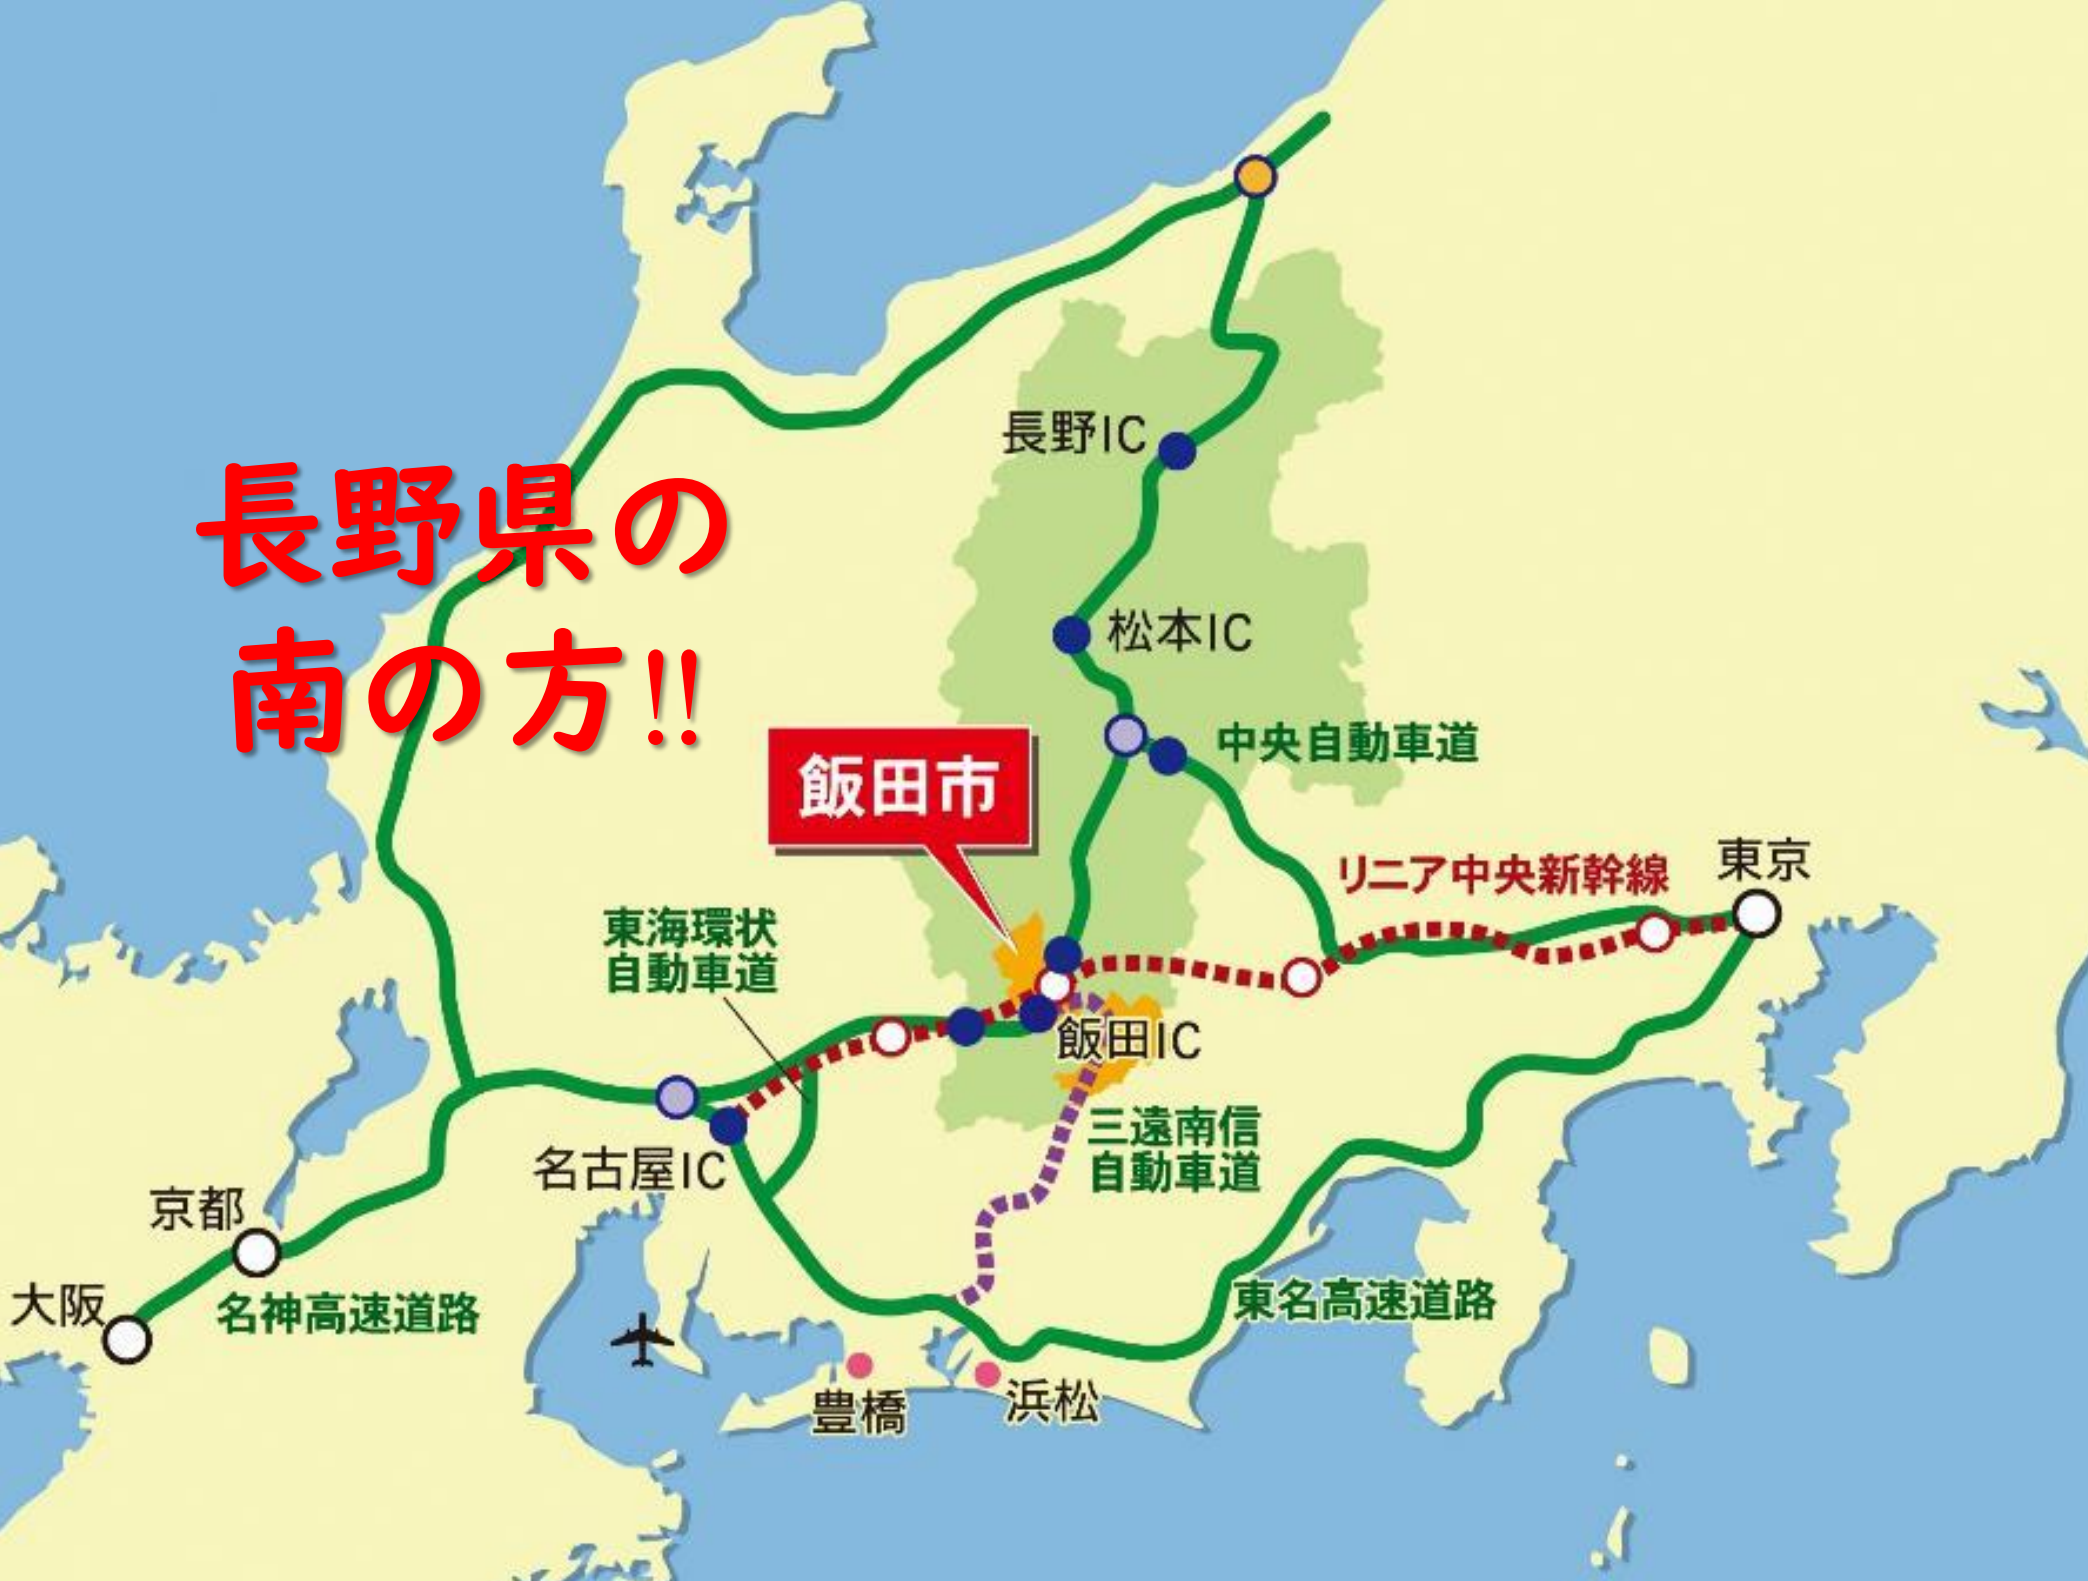 長野県の
南の方!!
長野IC
松本IC
中央自動車道
飯田市
リニア中央新幹線
東京
東海環状
自動車道
飯田IC
三遠南信
自動車道
名古屋IC
京都
大阪
名神高速道路
東名高速道路
豊橋
浜松